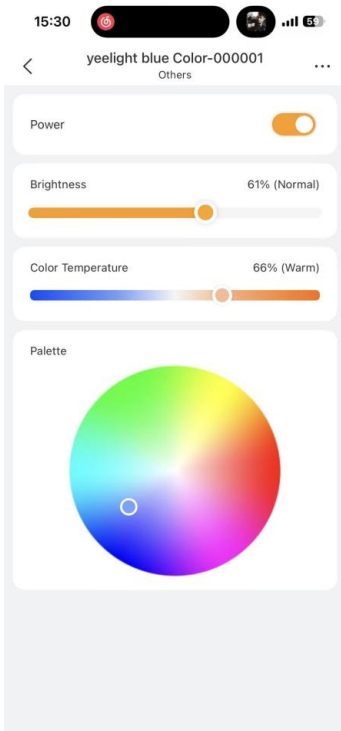 15:30
59
yeelight blue Color-000001
Others
Power
Brightness 61% (Normal)
Color Temperature 66% (Warm)
Palette